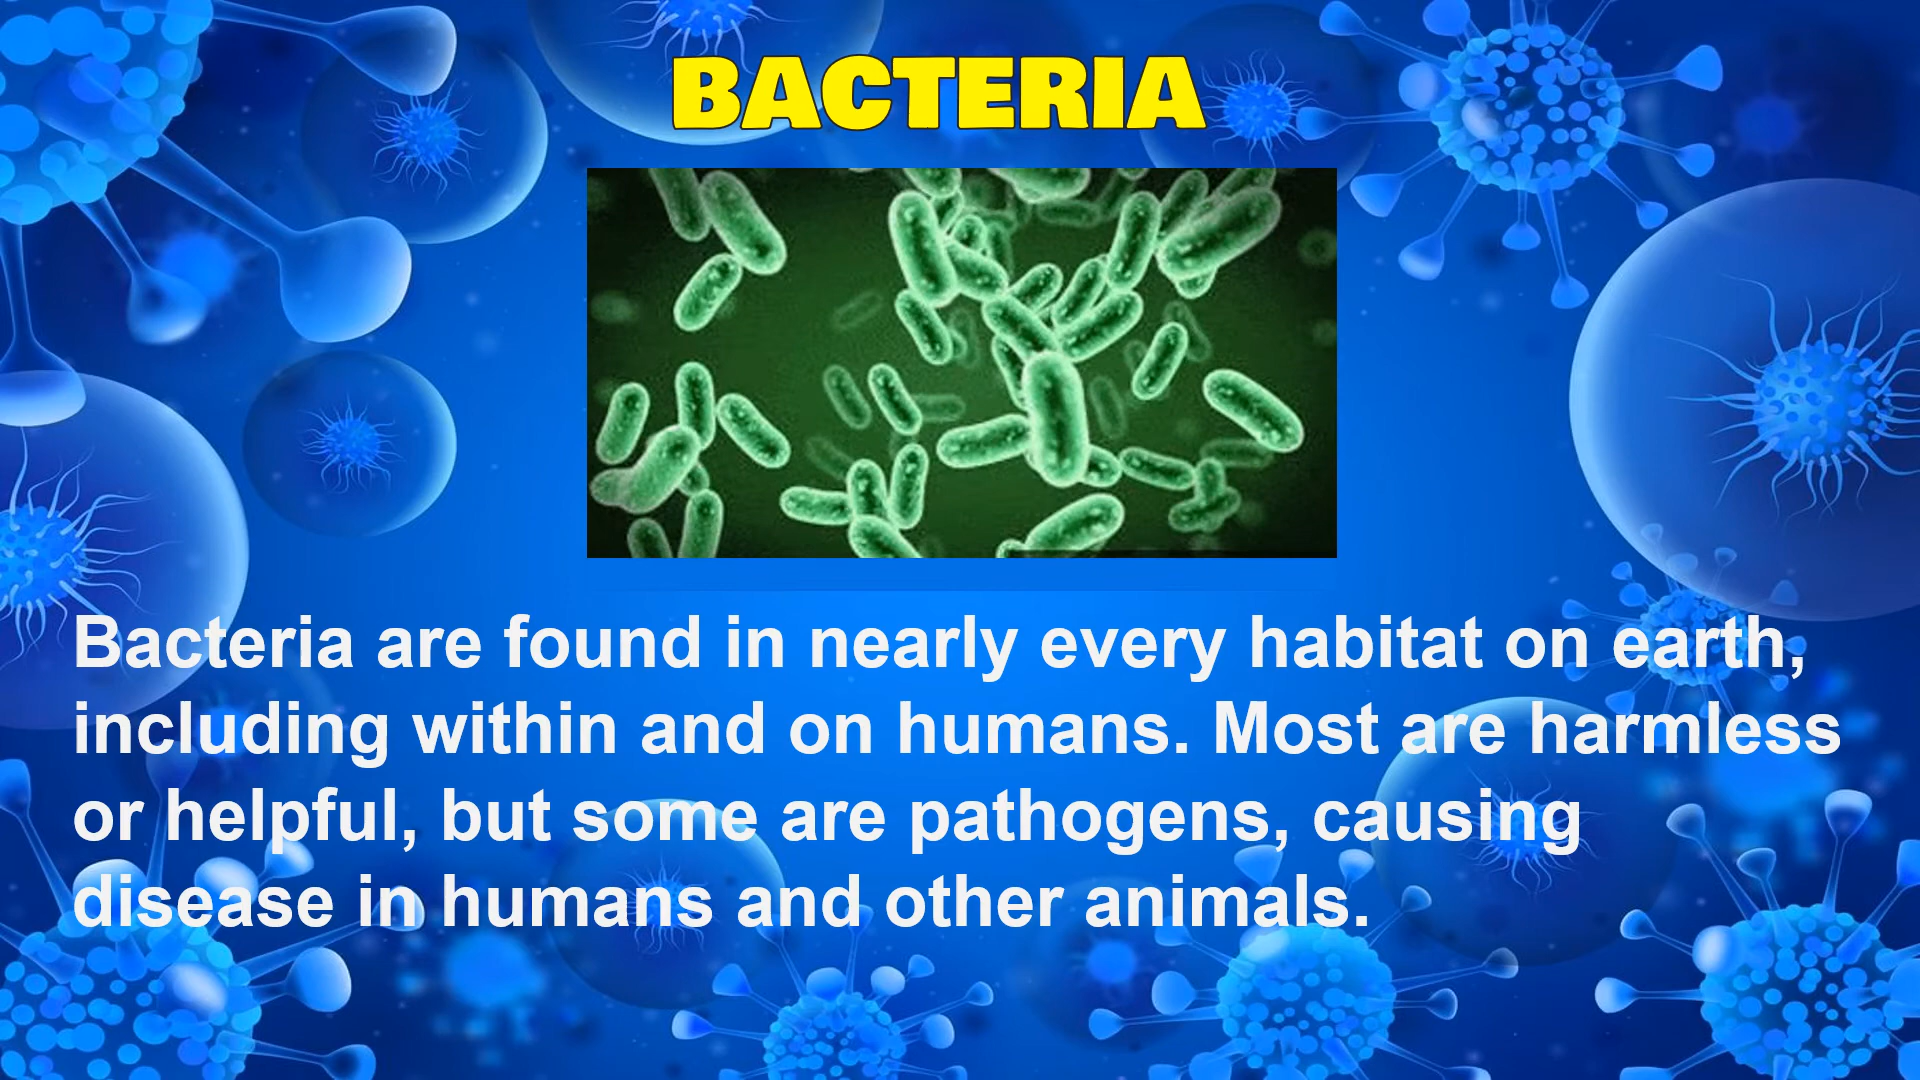 BACTERIA
Bacteria are found in nearly every habitat on earth,
including within and on humans. Most are harmless
or helpful, but some are pathogens, causing
disease in humans and other animals.